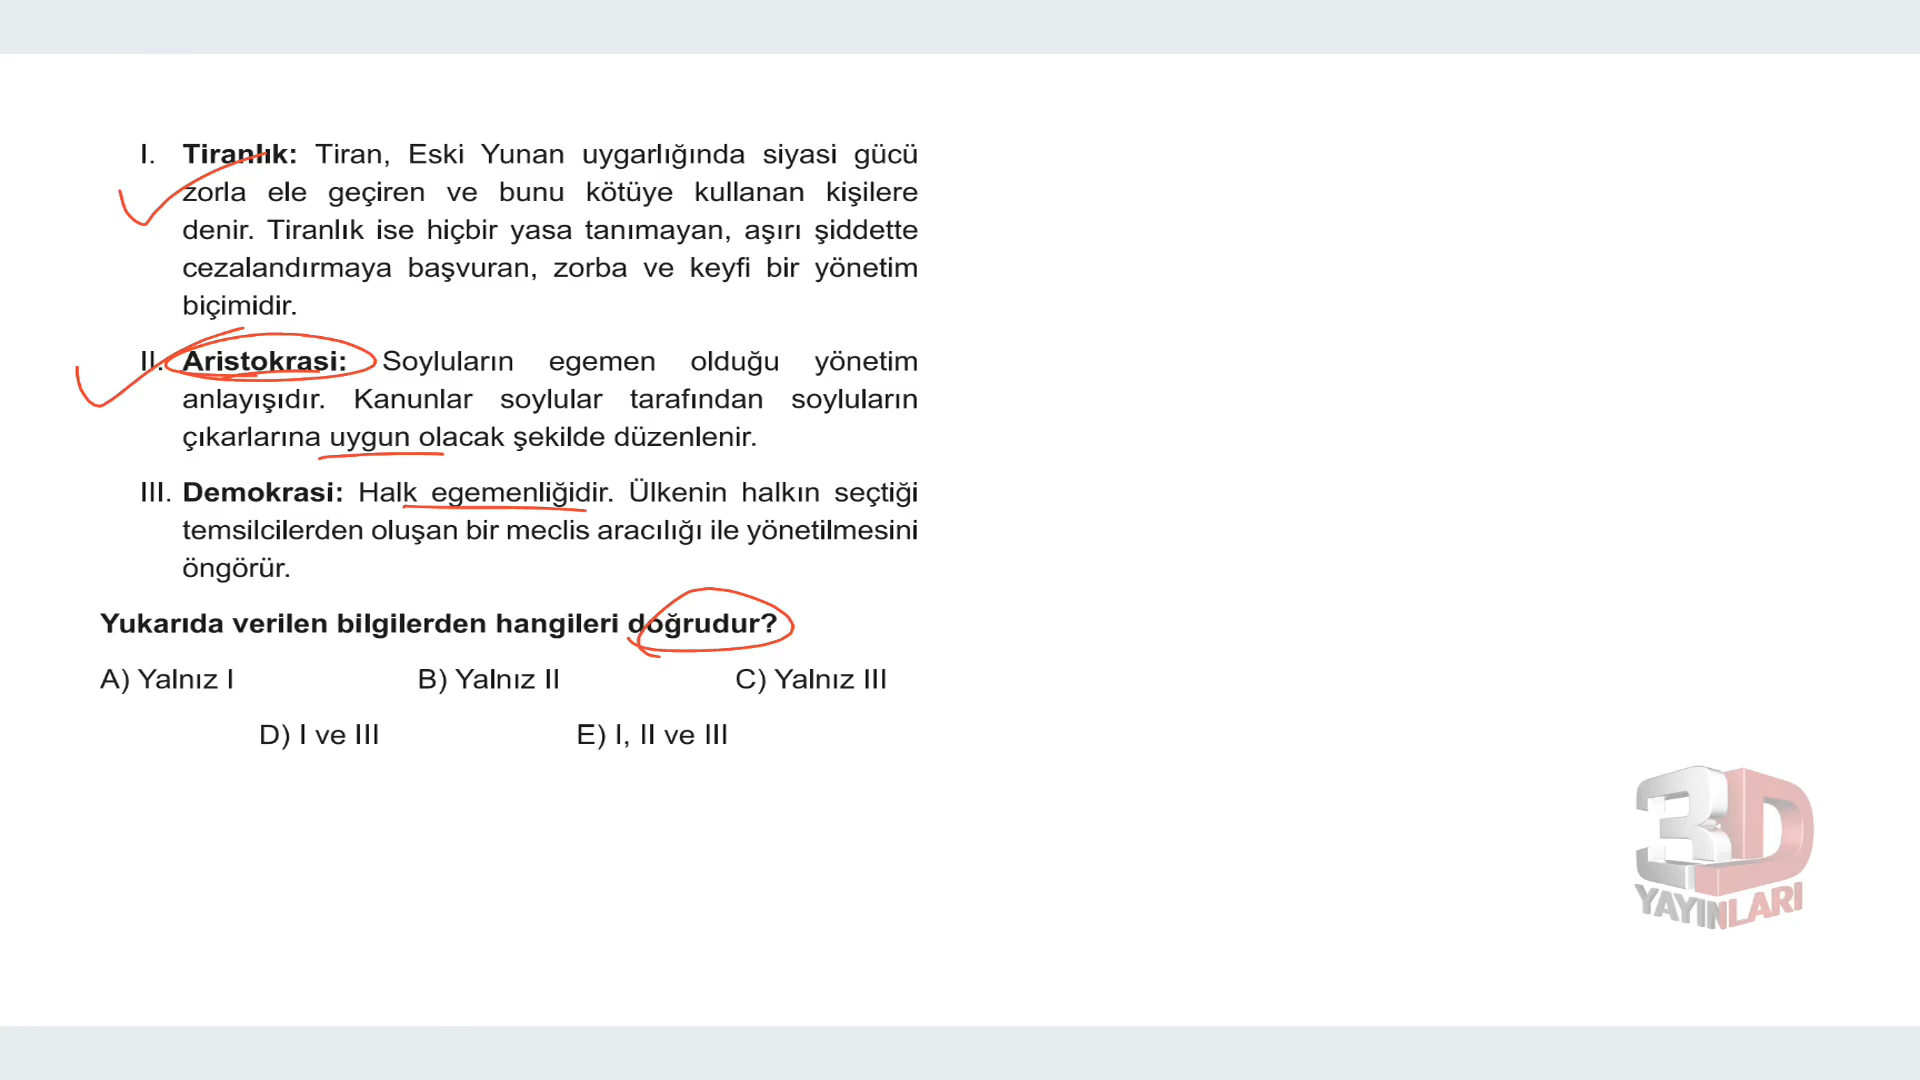 I. Tiranlık: Tiran, Eski Yunan uygarlığında siyasi gücü
zorla ele geçiren ve bunu kötüye kullanan kişilere
denir. Tiranlık ise hiçbir yasa tanımayan, aşırı şiddette
cezalandırmaya başvuran, zorba ve keyfi bir yönetim
biçimidir.
II. Aristokrasi: Soyluların egemen olduğu yönetim
anlayışıdır. Kanunlar soylular tarafından soyluların
çıkarlarına uygun olacak şekilde düzenlenir.
III. Demokrasi: Halk egemenliğidir. Ülkenin halkın seçtiği
temsilcilerden oluşan bir meclis aracılığı ile yönetilmesini
öngörür.
Yukarıda verilen bilgilerden hangileri doğrudur?
A) Yalnız I B) Yalnız II C) Yalnız III
D) I ve III E) I, II ve III
3D
YAYINLARI